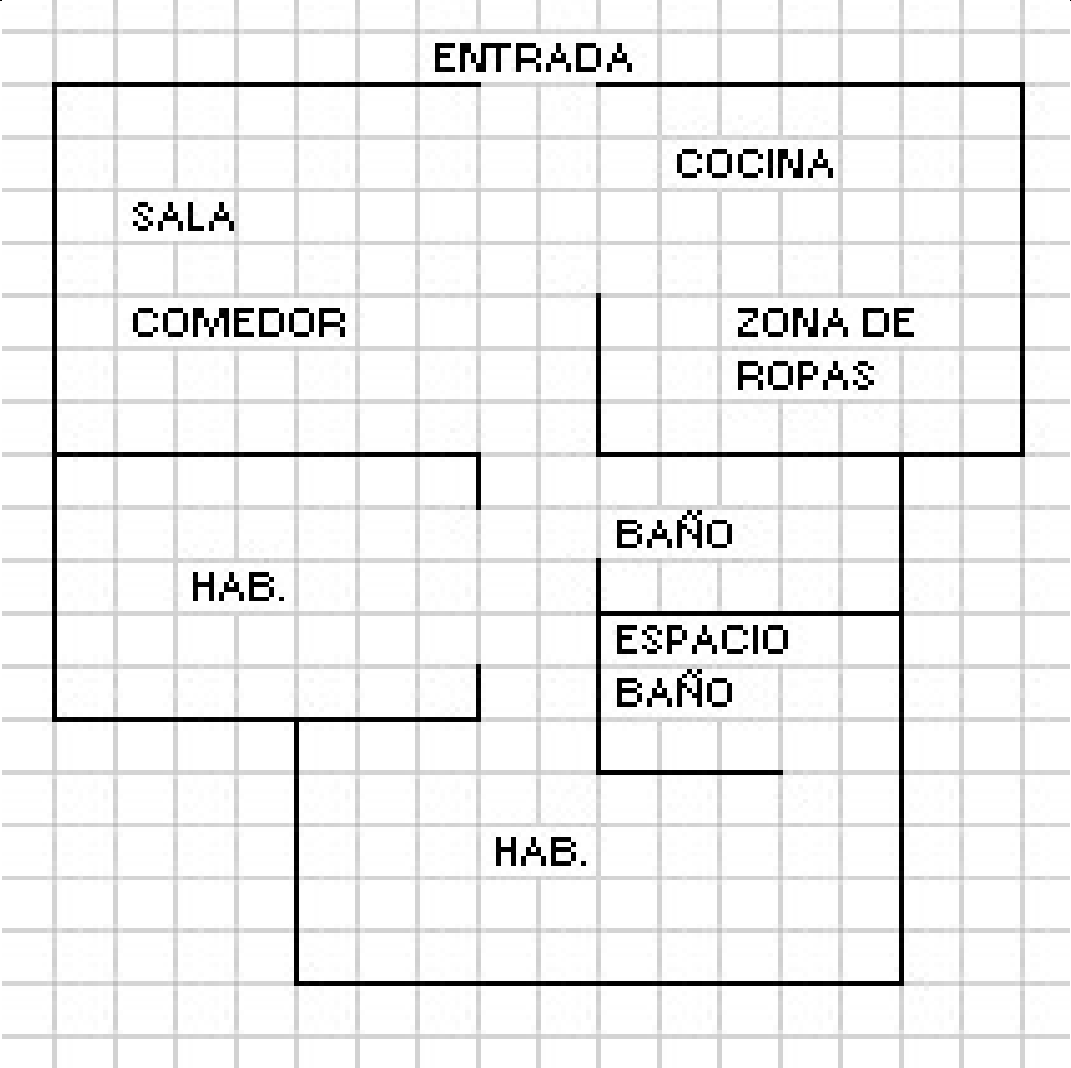 ENTRADA
COCINA
SALA
COMEDOR
ZONA DE
ROPAS
BAÑO
HAB.
ESPACIO
BAÑO
HAB.